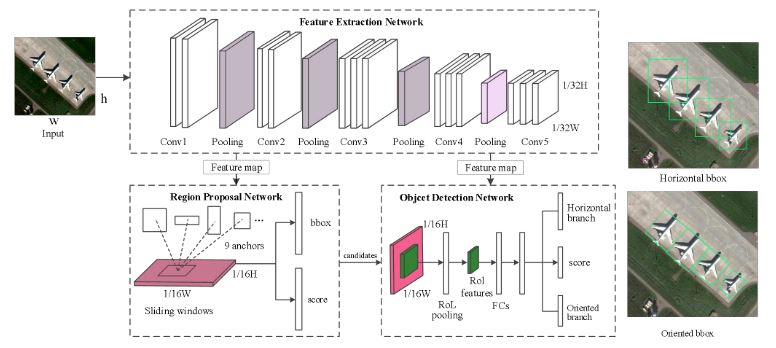 Feature Extraction Network
h
W
Input
1/32H
1/32W
Conv1
Pooling
Conv2
Pooling
Conv3
Pooling
Conv4
Pooling
Conv5
Horizontal bbox
Feature map
Feature map
Region Proposal Network
9 anchors
bbox
1/16H
1/16W
Sliding windows
score
candidates
Object Detection Network
1/16H
1/16W
RoL
pooling
RoI
features
FCs
Horizontal
branch
score
Oriented
branch
Oriented bbox